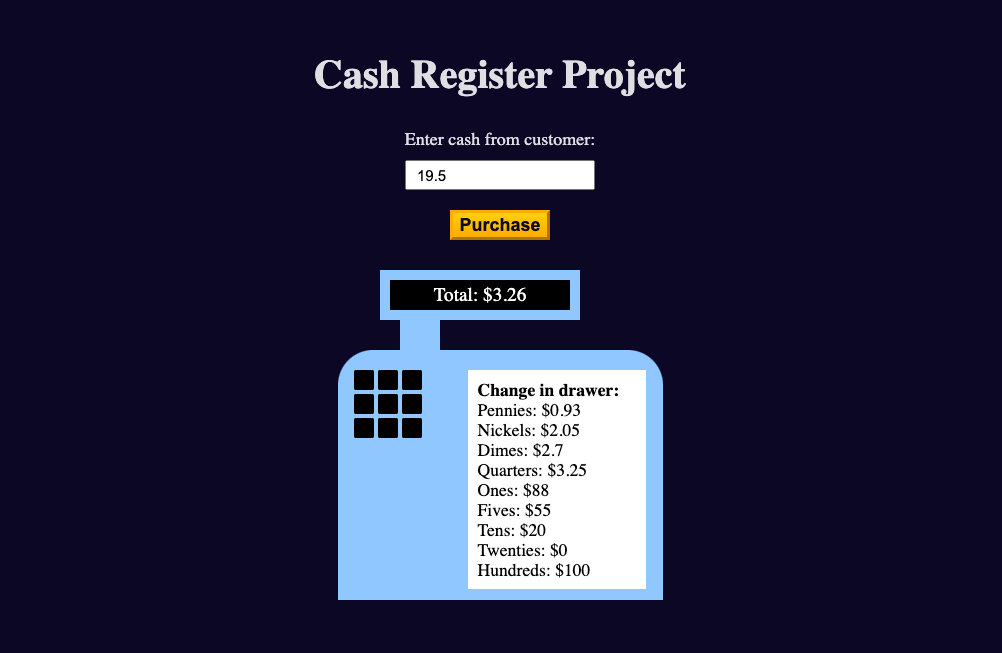 Cash Register Project
Enter cash from customer:
19.5
Purchase
Total: $3.26
Change in drawer:
Pennies: $0.93
Nickels: $2.05
Dimes: $2.7
Quarters: $3.25
Ones: $88
Fives: $55
Tens: $20
Twenties: $0
Hundreds: $100